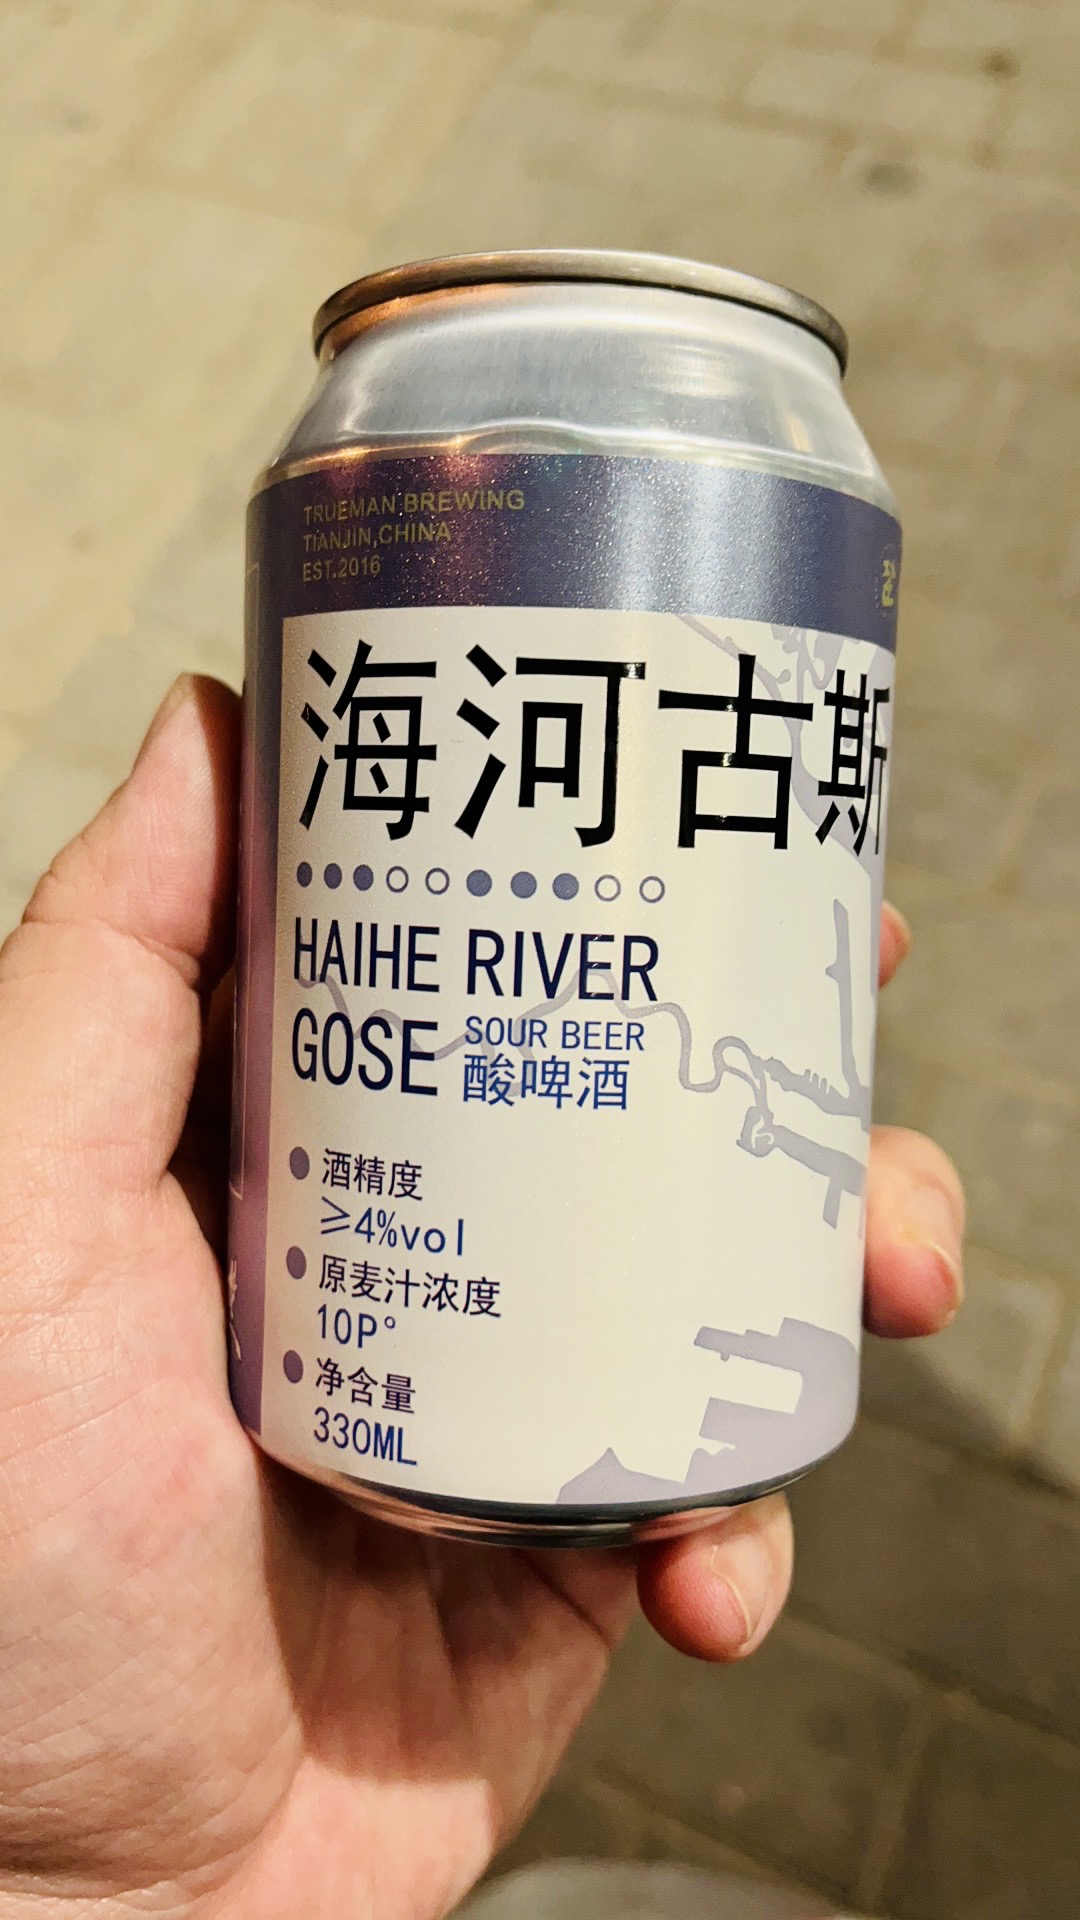 TRUEMAN BREWING
TIANJIN,CHINA
EST.2016
海河古斯
HAIHE RIVER
GOSE
SOUR BEER
酸啤酒
酒精度
≥4%vol
原麦汁浓度
10P°
净含量
330ML